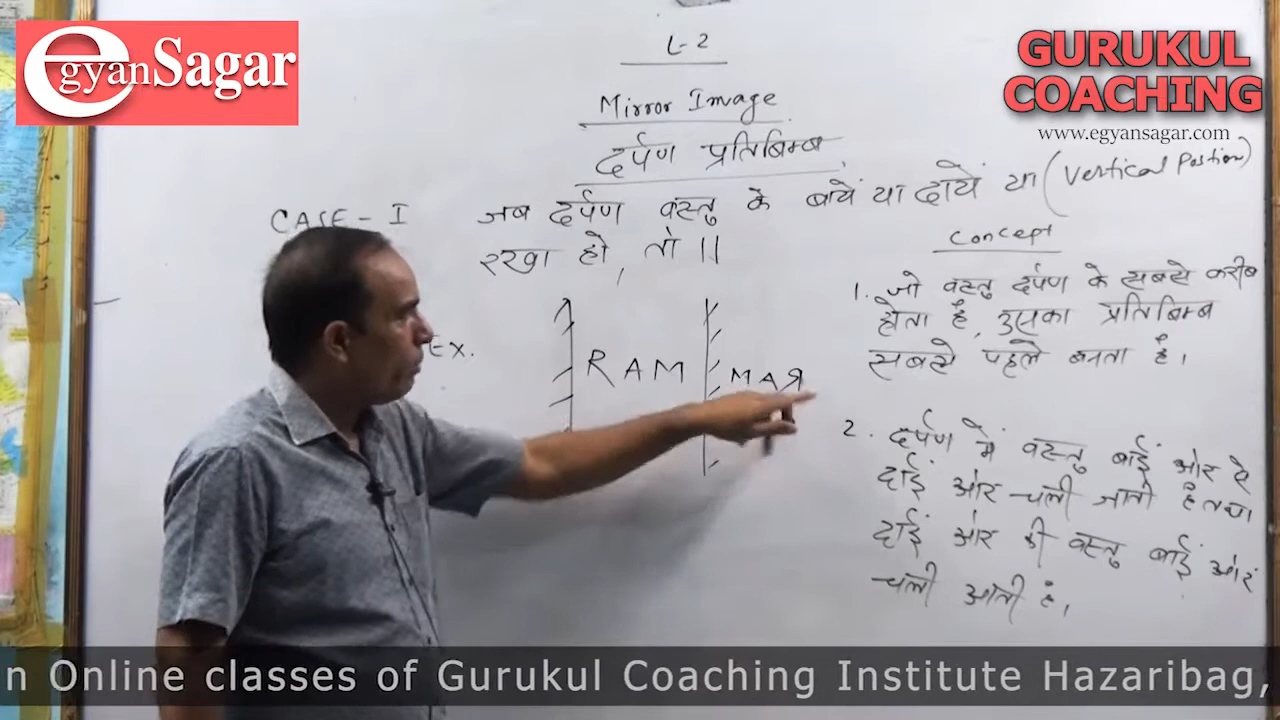 egyanSagar
GURUKUL
COACHING
www.egyansagar.com
L-2
Mirror Image
दर्पण प्रतिबिम्ब
CASE - I जब दर्पण वस्तु के बायें या दायें या (Vertical Postion)
रखा हो, तो ||
Concept
1. जो वस्तु दर्पण के सबसे करीब
होता है, उसका प्रतिबिम्ब
सबसे पहले बनता है।
Ex.
RAM
MAЯ
2. दर्पण में वस्तु बाईं ओर से
दाईं ओर चली जाती है तथा
दाईं ओर की वस्तु बाईं ओर
चली आती है।
n Online classes of Gurukul Coaching Institute Hazaribag,